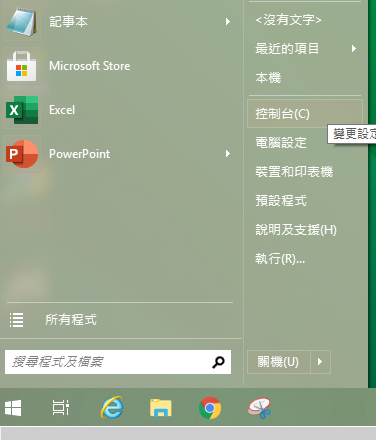 記事本
Microsoft Store
Excel
PowerPoint
所有程式
搜尋程式及檔案
<沒有文字>
最近的項目
本機
控制台(C)
變更設定
電腦設定
裝置和印表機
預設程式
說明及支援(H)
執行(R)...
關機(U)